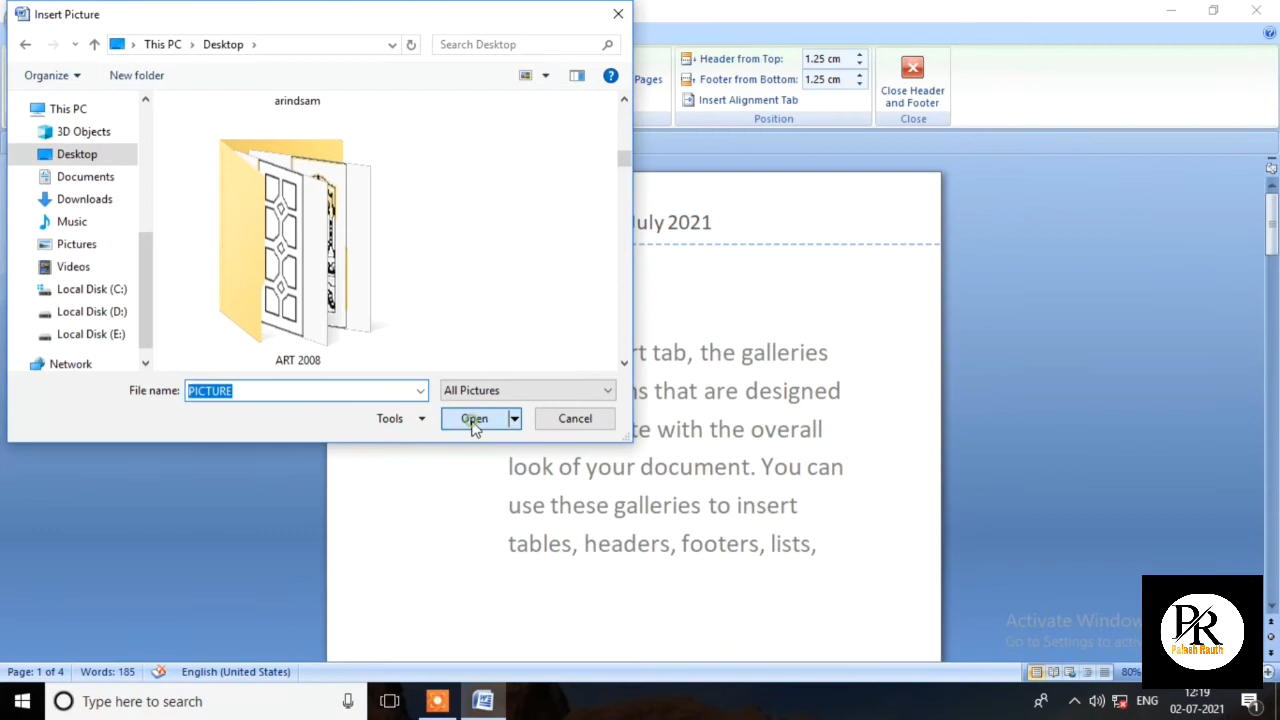 Insert Picture
This PC
Desktop
Search Desktop
Organize
New folder
This PC
3D Objects
Desktop
Documents
Downloads
Music
Pictures
Videos
Local Disk (C:)
Local Disk (D:)
Local Disk (E:)
Network
arindsam
ART 2008
File name:
PICTURE
All Pictures
Tools
Open
Cancel
Pages
Header from Top:
1.25 cm
Footer from Bottom:
1.25 cm
Insert Alignment Tab
Position
Close Header
and Footer
Close
July 2021
tab, the galleries
that are designed
with the overall
look of your document. You can
use these galleries to insert
tables, headers, footers, lists,
Activate
Go to Settings to
PR
Palash Rauth
Page: 1 of 4
Words: 185
English (United States)
80%
Type here to search
ENG
12:19
02-07-2021
1